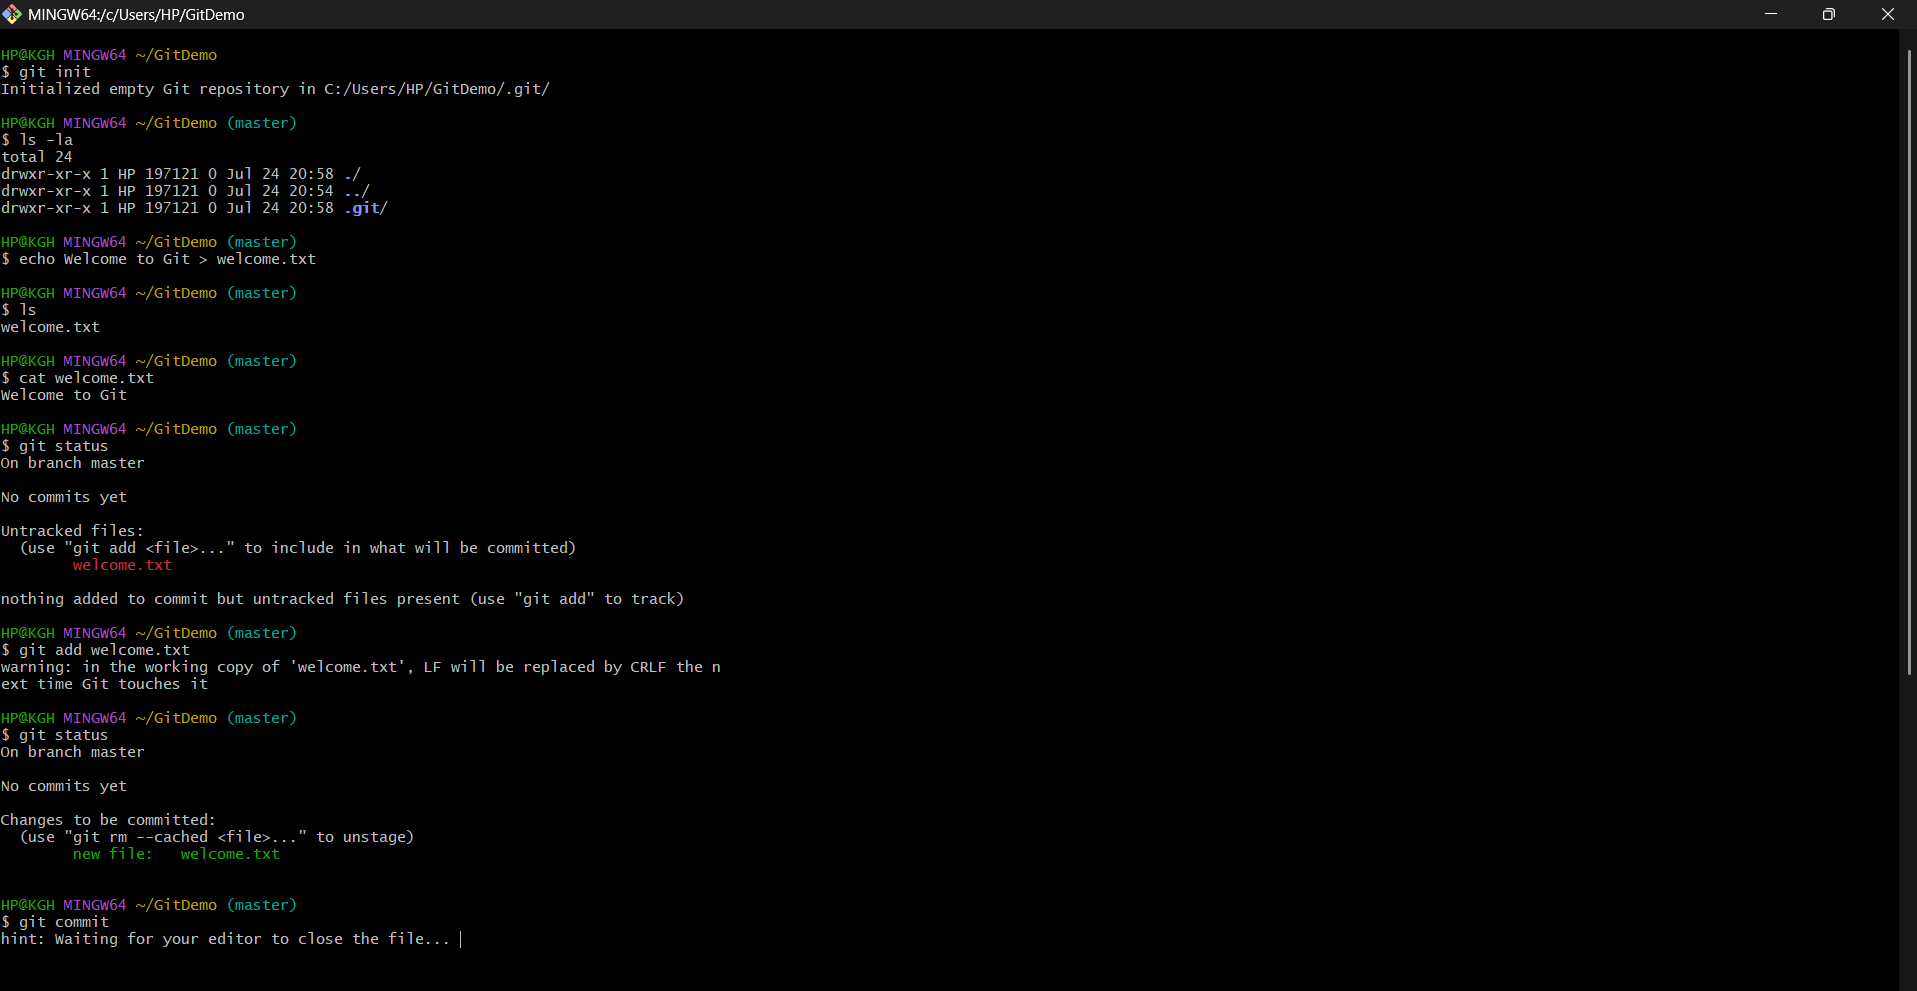 MINGW64:/c/Users/HP/GitDemo
HP@KGH MINGW64 ~/GitDemo
$ git init
Initialized empty Git repository in C:/Users/HP/GitDemo/.git/
HP@KGH MINGW64 ~/GitDemo (master)
$ ls -la
total 24
drwxr-xr-x 1 HP 197121 0 Jul 24 20:58 ./
drwxr-xr-x 1 HP 197121 0 Jul 24 20:54 ../
drwxr-xr-x 1 HP 197121 0 Jul 24 20:58 .git/
HP@KGH MINGW64 ~/GitDemo (master)
$ echo Welcome to Git > welcome.txt
HP@KGH MINGW64 ~/GitDemo (master)
$ ls
welcome.txt
HP@KGH MINGW64 ~/GitDemo (master)
$ cat welcome.txt
Welcome to Git
HP@KGH MINGW64 ~/GitDemo (master)
$ git status
On branch master
No commits yet
Untracked files:
  (use "git add <file>..." to include in what will be committed)
        welcome.txt
nothing added to commit but untracked files present (use "git add" to track)
HP@KGH MINGW64 ~/GitDemo (master)
$ git add welcome.txt
warning: in the working copy of 'welcome.txt', LF will be replaced by CRLF the n
ext time Git touches it
HP@KGH MINGW64 ~/GitDemo (master)
$ git status
On branch master
No commits yet
Changes to be committed:
  (use "git rm --cached <file>..." to unstage)
        new file:   welcome.txt
HP@KGH MINGW64 ~/GitDemo (master)
$ git commit
hint: Waiting for your editor to close the file...